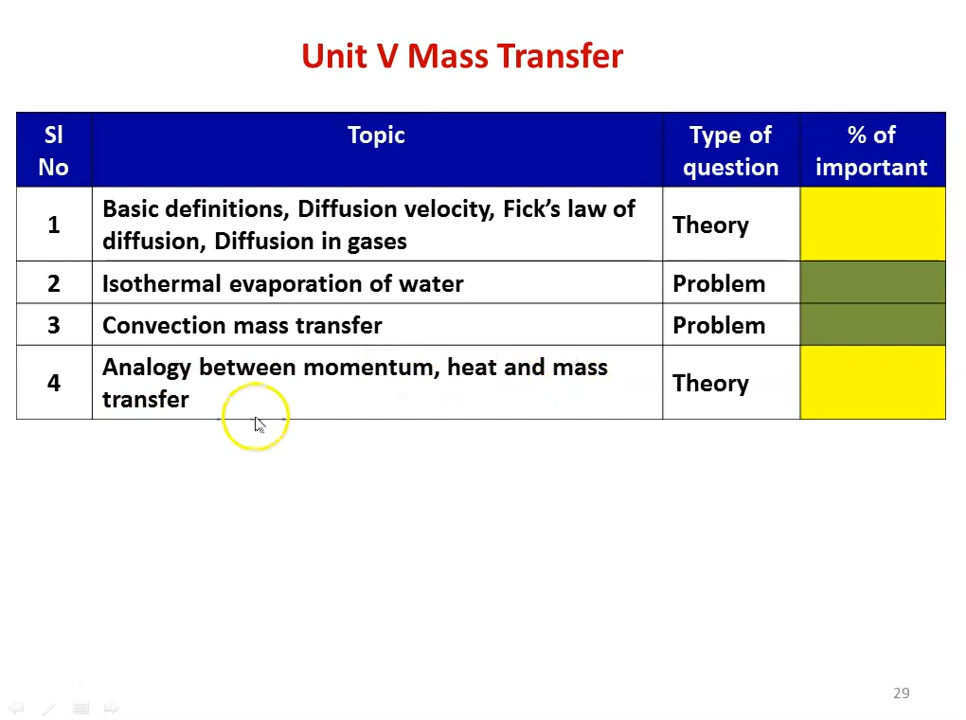 Unit V Mass Transfer
Sl No Topic Type of question % of important
1 Basic definitions, Diffusion velocity, Fick's law of diffusion, Diffusion in gases Theory
2 Isothermal evaporation of water Problem
3 Convection mass transfer Problem
4 Analogy between momentum, heat and mass transfer Theory
29